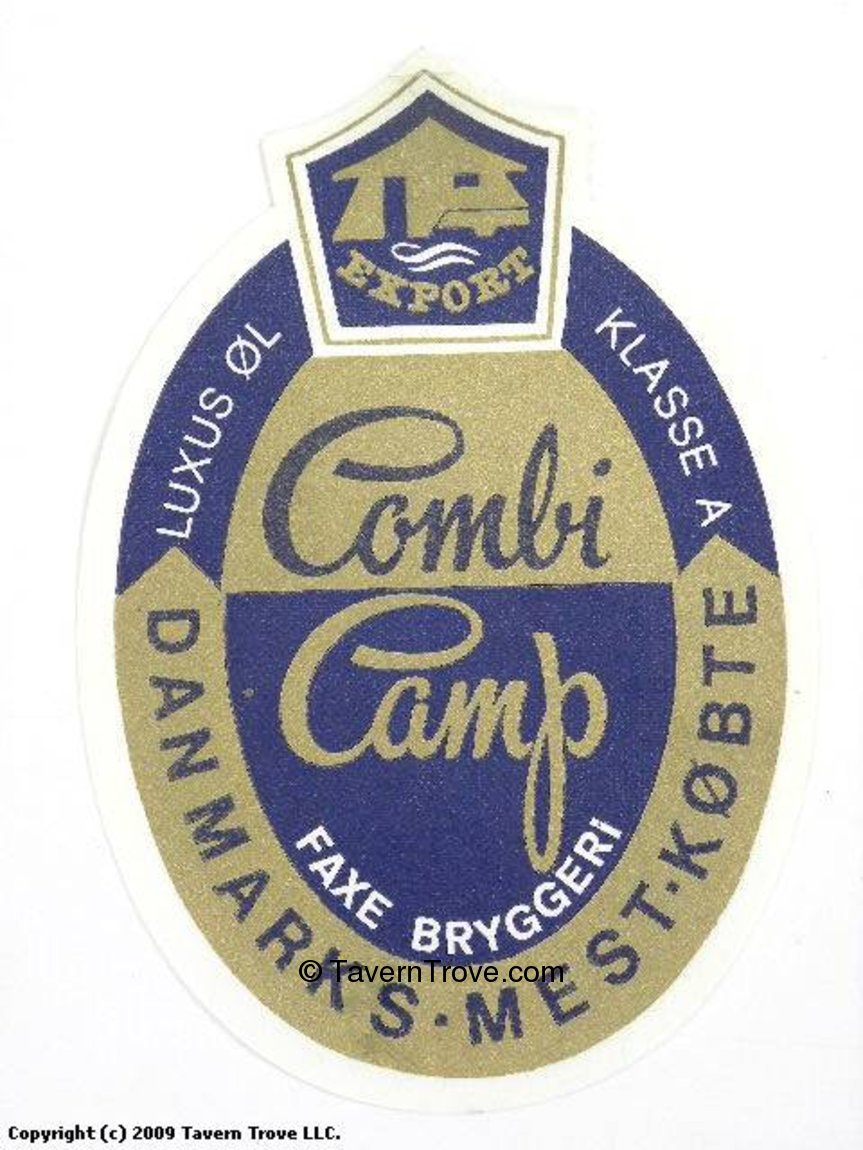 EXPORT
LUXUS ØL
KLASSE A
Combi
Camp
FAXE BRYGGERI
DANMARKS·MEST·KØBTE
© TavernTrove.com
Copyright (c) 2009 Tavern Trove LLC.